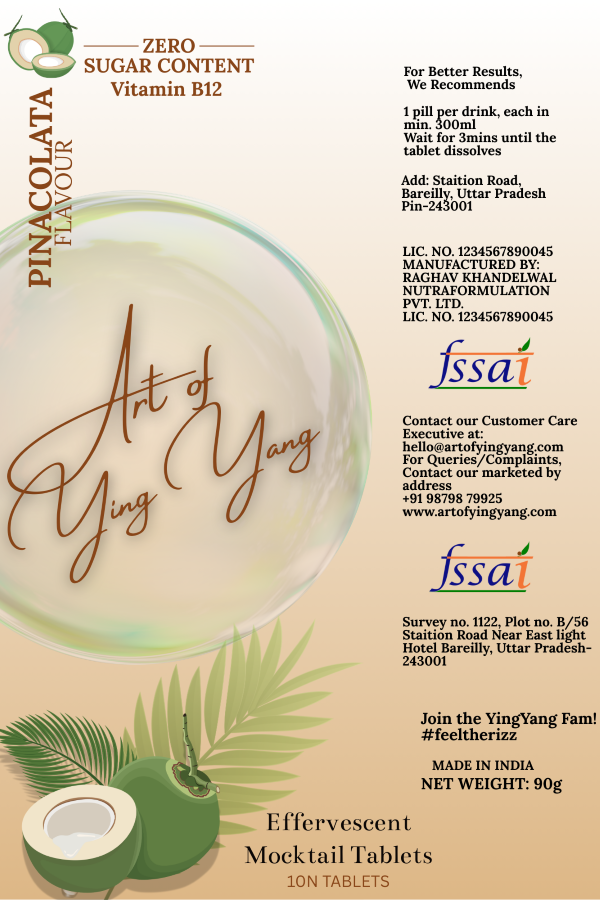 ZERO
SUGAR CONTENT
Vitamin B12
PINACOLATA
FLAVOUR
Art of
Ying Yang
Effervescent
Mocktail Tablets
10N TABLETS
For Better Results,
We Recommends
1 pill per drink, each in
min. 300ml
Wait for 3mins until the
tablet dissolves
Add: Staition Road,
Bareilly, Uttar Pradesh
Pin-243001
LIC. NO. 1234567890045
MANUFACTURED BY:
RAGHAV KHANDELWAL
NUTRAFORMULATION
PVT. LTD.
LIC. NO. 1234567890045
fssai
Contact our Customer Care
Executive at:
hello@artofyingyang.com
For Queries/Complaints,
Contact our marketed by
address
+91 98798 79925
www.artofyingyang.com
fssai
Survey no. 1122, Plot no. B/56
Staition Road Near East light
Hotel Bareilly, Uttar Pradesh-
243001
Join the YingYang Fam!
#feeltherizz
MADE IN INDIA
NET WEIGHT: 90g